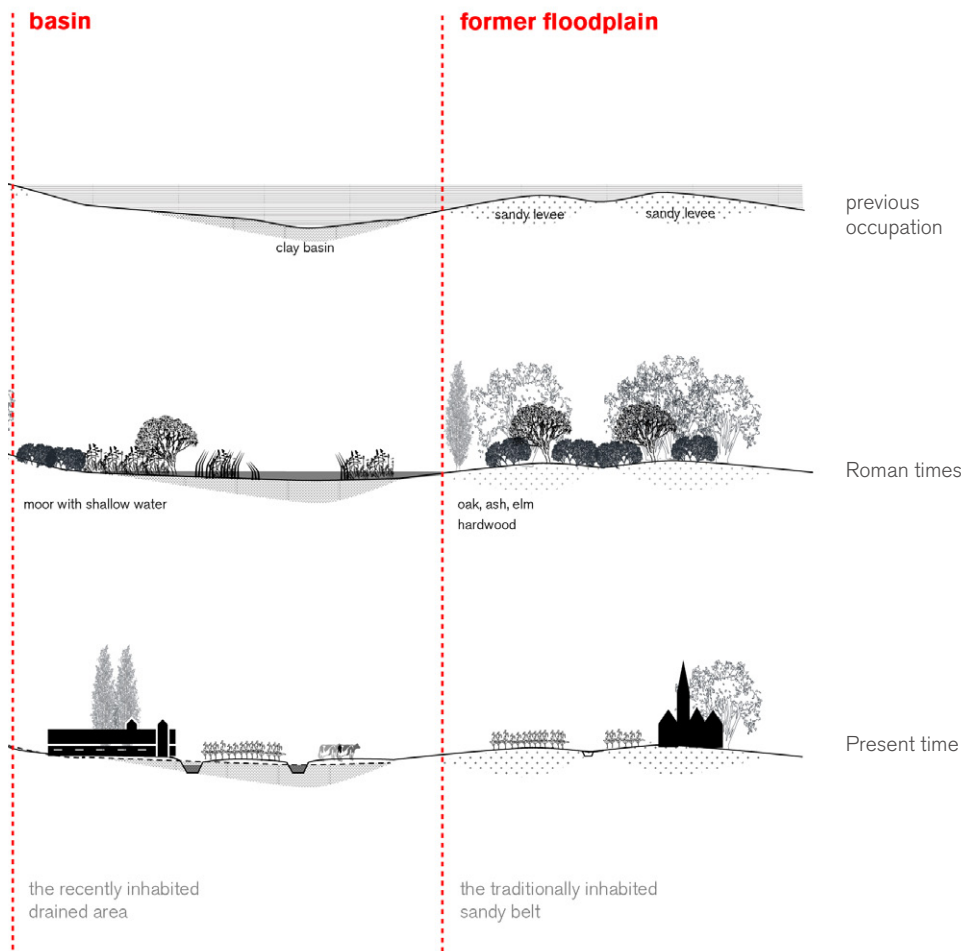 basin
former floodplain
sandy levee
sandy levee
previous
occupation
clay basin
Roman times
moor with shallow water
oak, ash, elm
hardwood
Present time
the recently inhabited
drained area
the traditionally inhabited
sandy belt